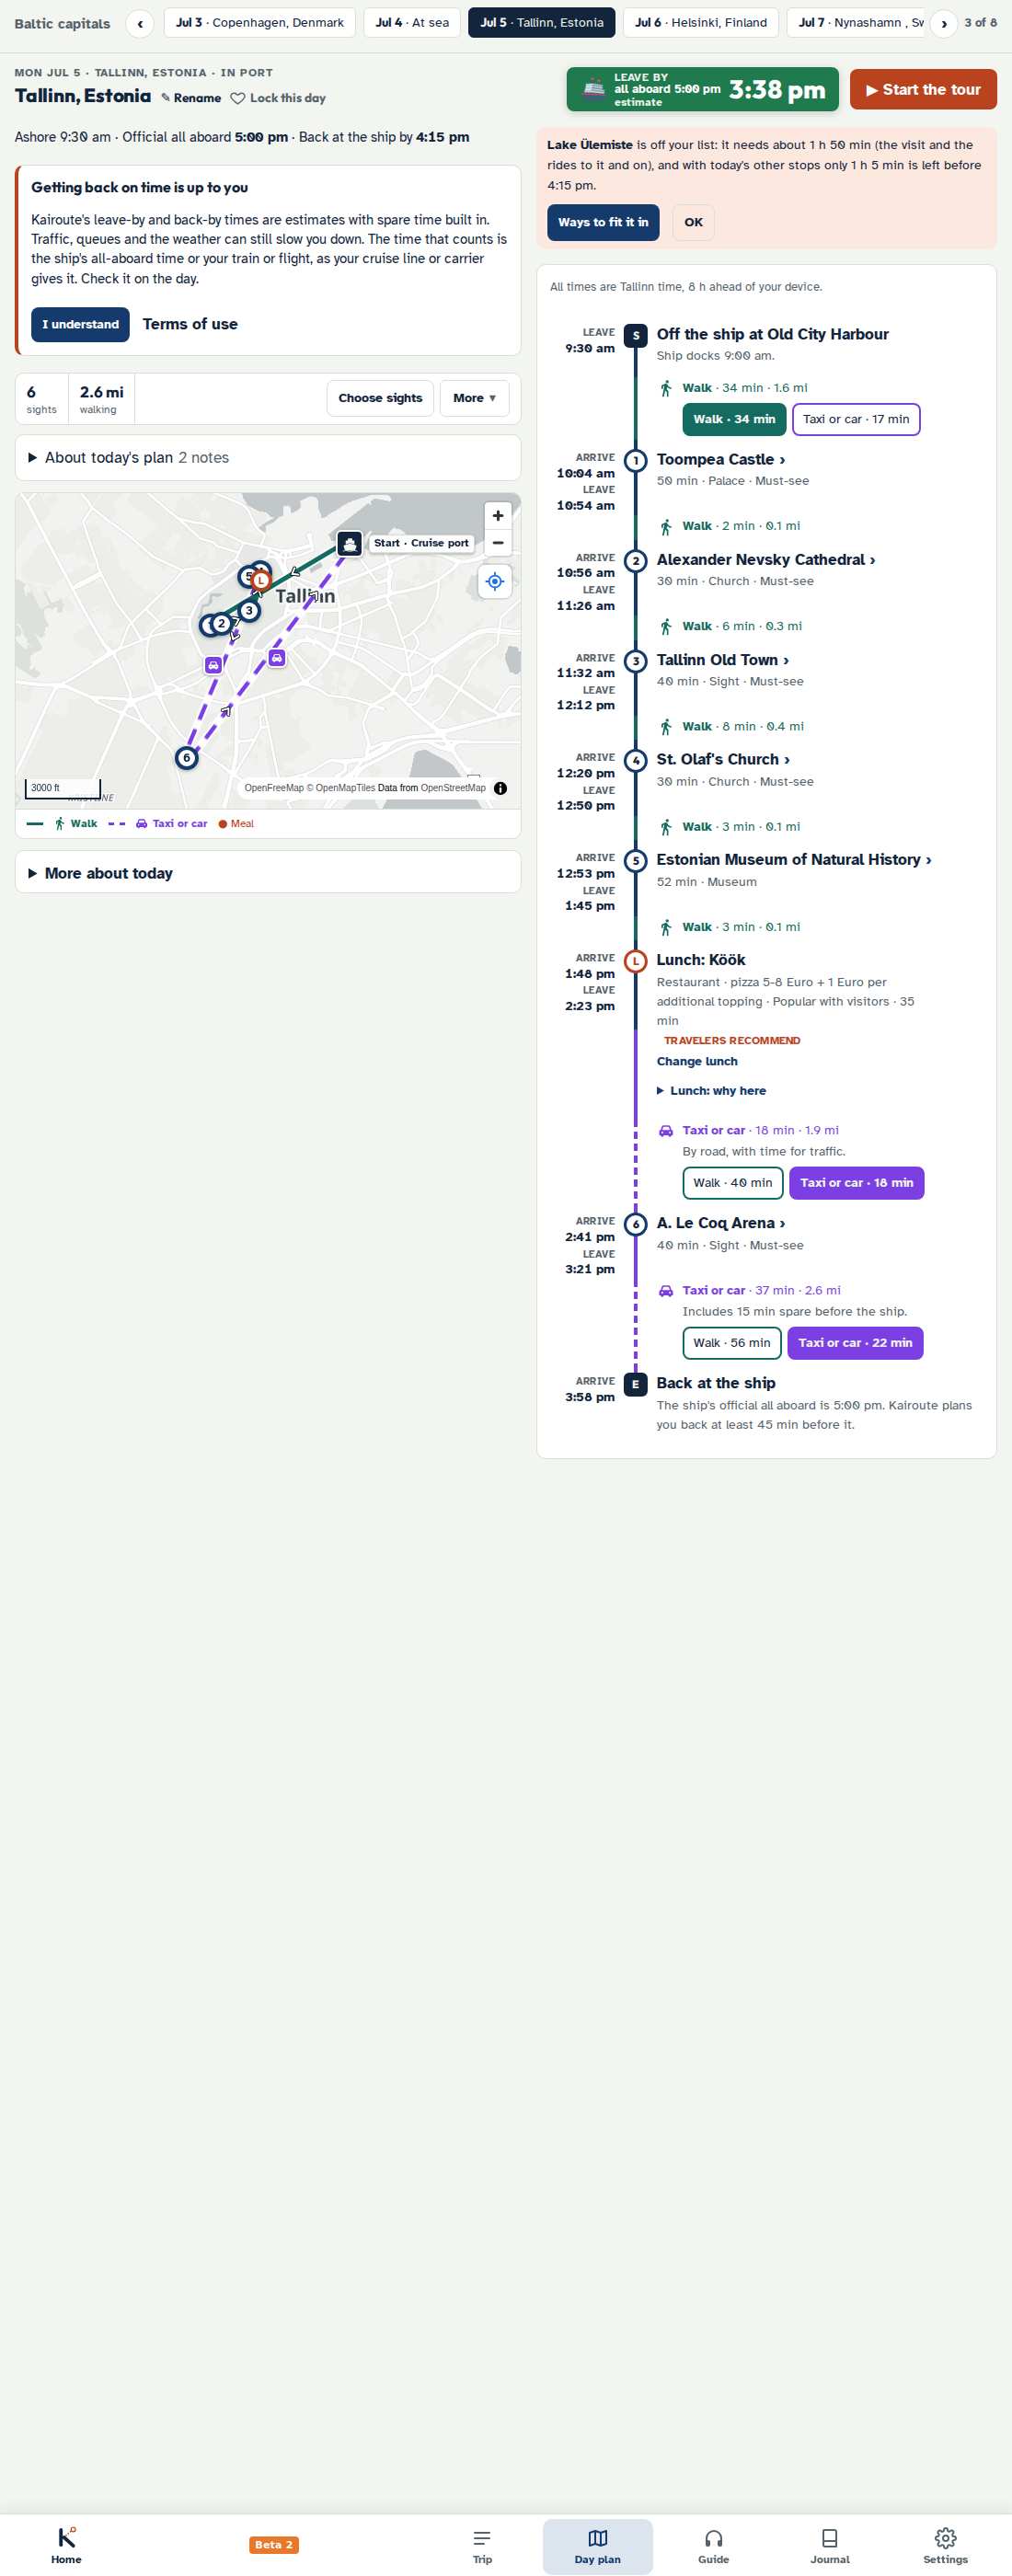 Baltic capitals
‹
Jul 3 · Copenhagen, Denmark
Jul 4 · At sea
Jul 5 · Tallinn, Estonia
Jul 6 · Helsinki, Finland
Jul 7 · Nynashamn , Sw
›
3 of 8
MON JUL 5 · TALLINN, ESTONIA · IN PORT
Tallinn, Estonia ✎ Rename Lock this day
LEAVE BY
all aboard 5:00 pm
estimate
3:38 pm
▶ Start the tour
Ashore 9:30 am · Official all aboard 5:00 pm · Back at the ship by 4:15 pm
Getting back on time is up to you
Kairoute's leave-by and back-by times are estimates with spare time built in.
Traffic, queues and the weather can still slow you down. The time that counts is
the ship's all-aboard time or your train or flight, as your cruise line or carrier
gives it. Check it on the day.
I understand
Terms of use
6
sights
2.6 mi
walking
Choose sights
More ▼
▶ About today's plan 2 notes
+
−
Start · Cruise port
Tallinn
5
L
3
2
6
3000 ft
OpenFreeMap © OpenMapTiles Data from OpenStreetMap
Walk
Taxi or car
Meal
▶ More about today
Lake Ülemiste is off your list: it needs about 1 h 50 min (the visit and the
rides to it and on), and with today's other stops only 1 h 5 min is left before
4:15 pm.
Ways to fit it in
OK
All times are Tallinn time, 8 h ahead of your device.
LEAVE
9:30 am
S
Off the ship at Old City Harbour
Ship docks 9:00 am.
Walk · 34 min · 1.6 mi
Walk · 34 min
Taxi or car · 17 min
ARRIVE
10:04 am
LEAVE
10:54 am
1
Toompea Castle ›
50 min · Palace · Must-see
Walk · 2 min · 0.1 mi
ARRIVE
10:56 am
LEAVE
11:26 am
2
Alexander Nevsky Cathedral ›
30 min · Church · Must-see
Walk · 6 min · 0.3 mi
ARRIVE
11:32 am
LEAVE
12:12 pm
3
Tallinn Old Town ›
40 min · Sight · Must-see
Walk · 8 min · 0.4 mi
ARRIVE
12:20 pm
LEAVE
12:50 pm
4
St. Olaf's Church ›
30 min · Church · Must-see
Walk · 3 min · 0.1 mi
ARRIVE
12:53 pm
LEAVE
1:45 pm
5
Estonian Museum of Natural History ›
52 min · Museum
Walk · 3 min · 0.1 mi
ARRIVE
1:48 pm
LEAVE
2:23 pm
L
Lunch: Köök
Restaurant · pizza 5-8 Euro + 1 Euro per
additional topping · Popular with visitors · 35
min
TRAVELERS RECOMMEND
Change lunch
▶ Lunch: why here
Taxi or car · 18 min · 1.9 mi
By road, with time for traffic.
Walk · 40 min
Taxi or car · 18 min
ARRIVE
2:41 pm
LEAVE
3:21 pm
6
A. Le Coq Arena ›
40 min · Sight · Must-see
Taxi or car · 37 min · 2.6 mi
Includes 15 min spare before the ship.
Walk · 56 min
Taxi or car · 22 min
ARRIVE
3:58 pm
E
Back at the ship
The ship's official all aboard is 5:00 pm. Kairoute plans
you back at least 45 min before it.
Home
Beta 2
Trip
Day plan
Guide
Journal
Settings